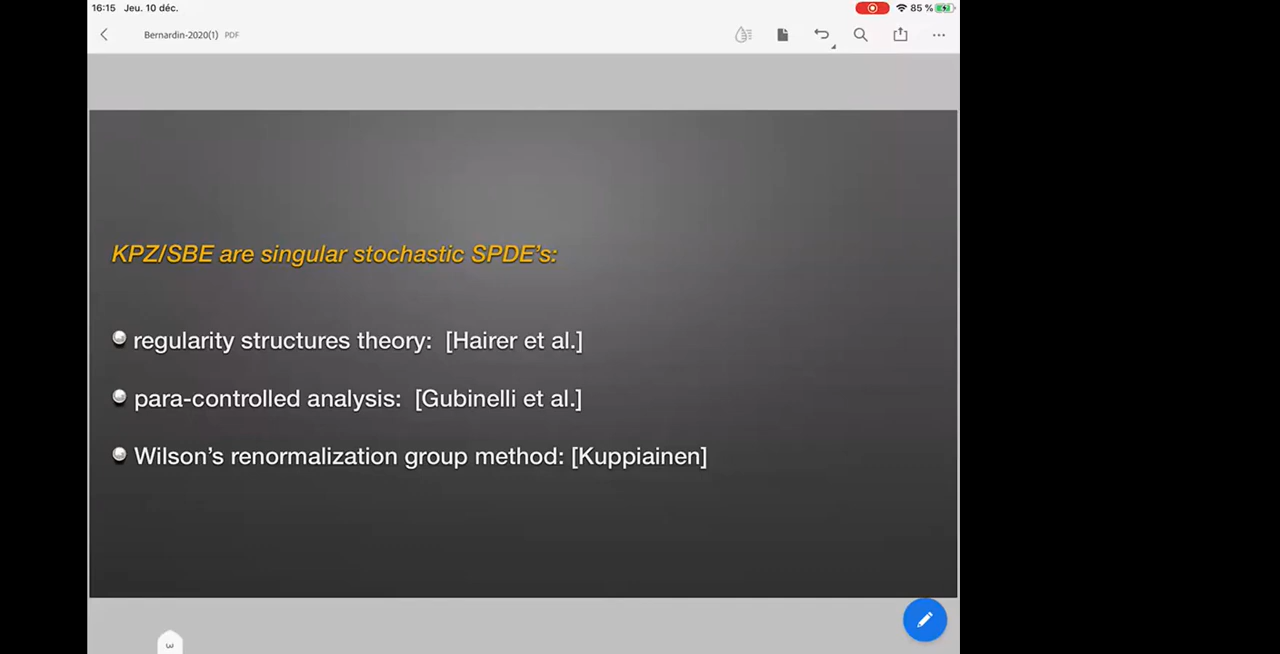 16:15 Jeu. 10 déc.
85 %
Bernardin-2020(1) PDF
KPZ/SBE are singular stochastic SPDE's:
regularity structures theory: [Hairer et al.]
para-controlled analysis: [Gubinelli et al.]
Wilson's renormalization group method: [Kuppiainen]
3